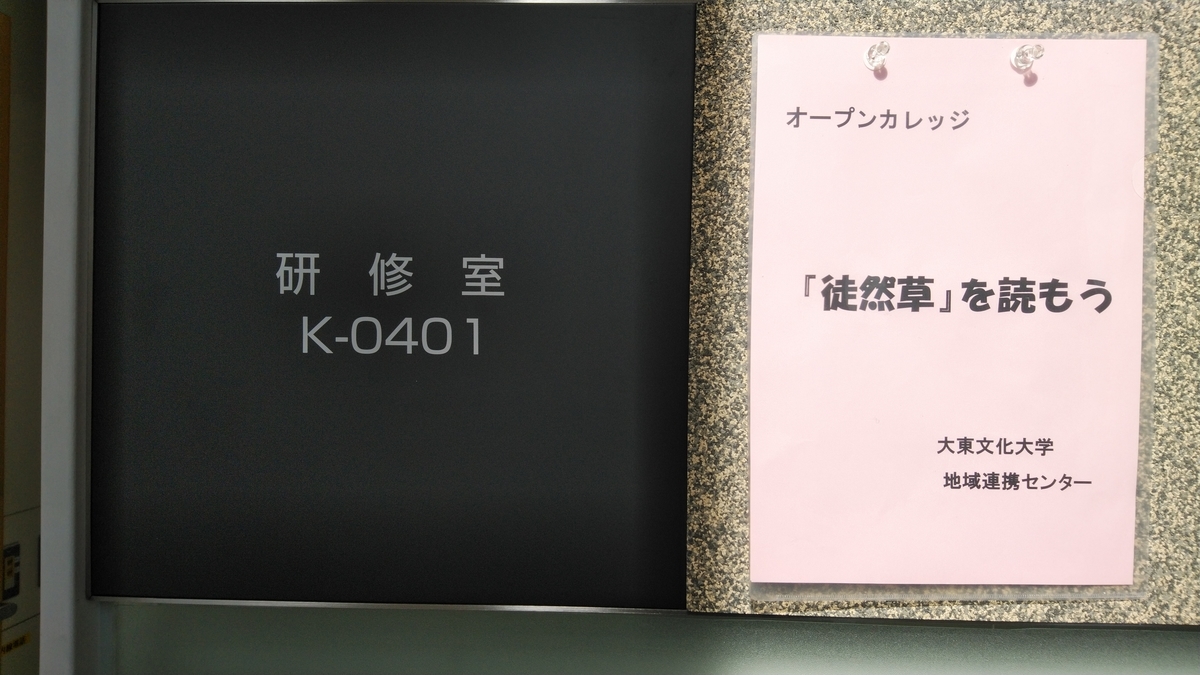 研修室
K-0401
オープンカレッジ
『徒然草』を読もう
大東文化大学
地域連携センター